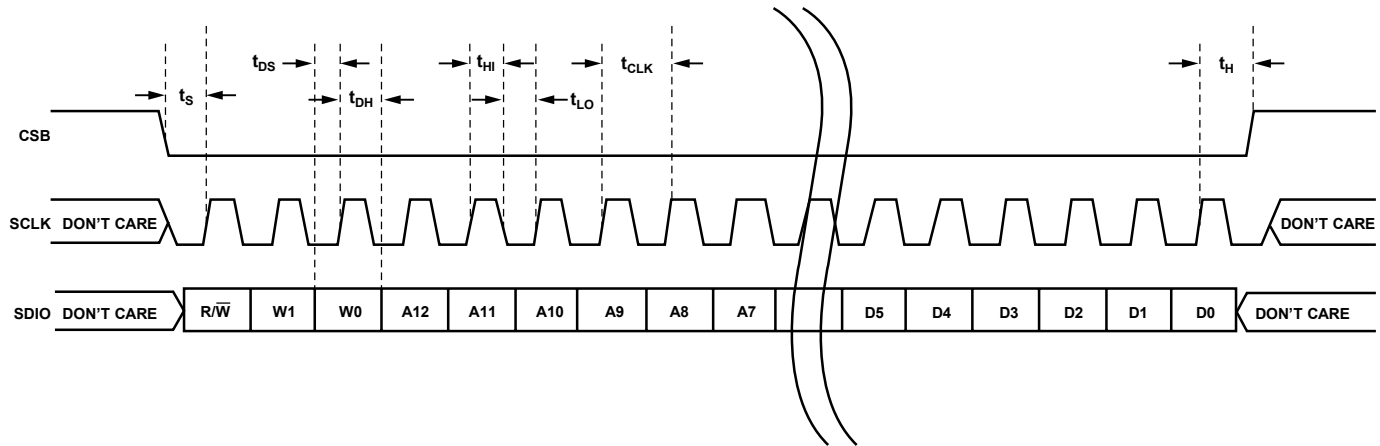 tDS
tHI
tCLK
tH
tS
tDH
tLO
CSB
SCLK DON'T CARE
DON'T CARE
SDIO DON'T CARE R/W̅ W1 W0 A12 A11 A10 A9 A8 A7 D5 D4 D3 D2 D1 D0 DON'T CARE